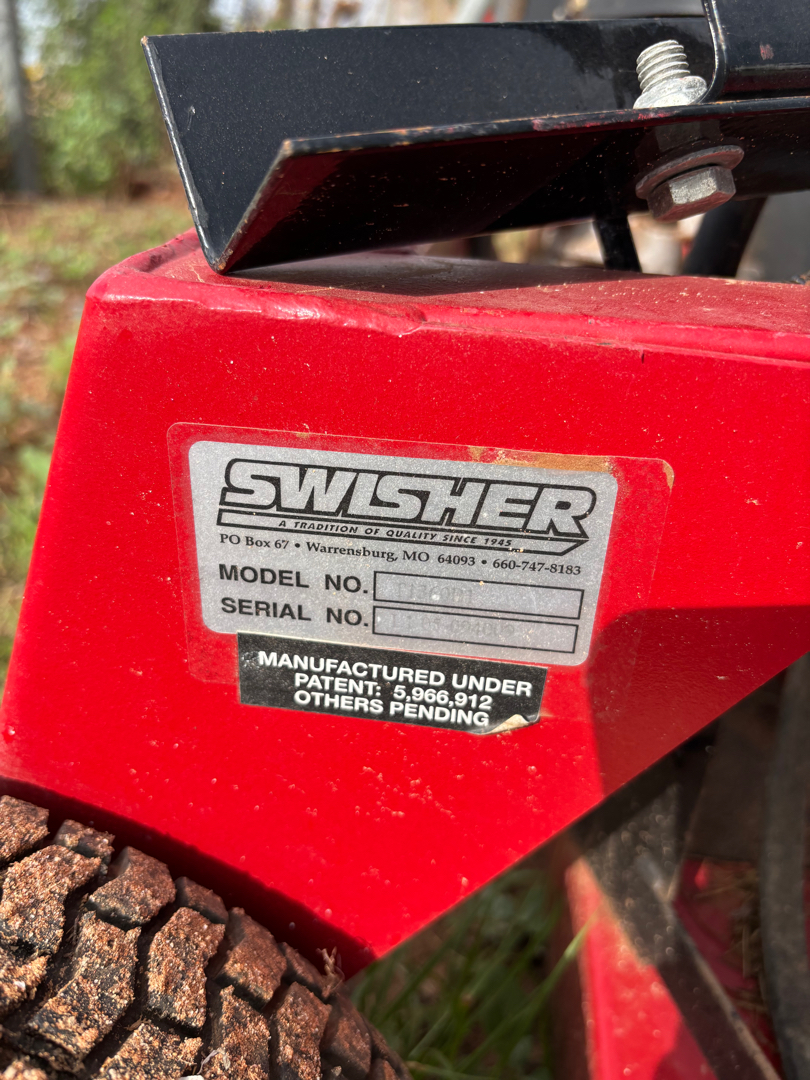 SWISHER
A TRADITION OF QUALITY SINCE 1945
PO Box 67 • Warrensburg, MO 64093 • 660-747-8183
MODEL NO.
SERIAL NO.
MANUFACTURED UNDER
PATENT: 5,966,912
OTHERS PENDING